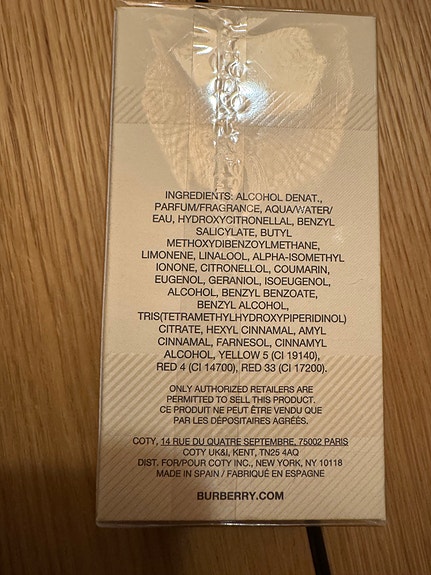 INGREDIENTS: ALCOHOL DENAT.,
PARFUM/FRAGRANCE, AQUA/WATER/
EAU, HYDROXYCITRONELLAL, BENZYL
SALICYLATE, BUTYL
METHOXYDIBENZOYLMETHANE,
LIMONENE, LINALOOL, ALPHA-ISOMETHYL
IONONE, CITRONELLOL, COUMARIN,
EUGENOL, GERANIOL, ISOEUGENOL,
ALCOHOL, BENZYL BENZOATE,
BENZYL ALCOHOL,
TRIS(TETRAMETHYLHYDROXYPIPERIDINOL)
CITRATE, HEXYL CINNAMAL, AMYL
CINNAMAL, FARNESOL, CINNAMYL
ALCOHOL, YELLOW 5 (CI 19140),
RED 4 (CI 14700), RED 33 (CI 17200).
ONLY AUTHORIZED RETAILERS ARE
PERMITTED TO SELL THIS PRODUCT.
CE PRODUIT NE PEUT ÊTRE VENDU QUE
PAR LES DÉPOSITAIRES AGRÉÉS.
COTY, 14 RUE DU QUATRE SEPTEMBRE, 75002 PARIS
COTY UK&I, KENT, TN25 4AQ
DIST. FOR/POUR COTY INC., NEW YORK, NY 10118
MADE IN SPAIN / FABRIQUÉ EN ESPAGNE
BURBERRY.COM